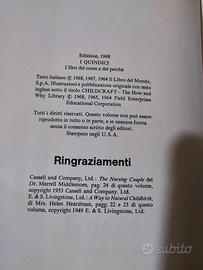 Edizione, 1968
I QUINDICI
I libri del come e del perché
Testo italiano © 1968, 1967, 1964 Il Libro del Mondo,
S.p.A. Illustrazioni e pubblicazione originale con testo
inglese sotto il titolo CHILDCRAFT - The How and
Why Library © 1968, 1965, 1964 Field Enterprises
Educational Corporation
Tutti i diritti riservati. Questo volume non può essere
riprodotto in tutto o in parte, e in nessuna forma
senza il consenso scritto degli editori.
Stampato negli U.S.A.
Ringraziamenti
Cassell and Company, Ltd.: The Nursing Couple del
Dr. Merrell Middlemore, pag. 24 di questo volume,
copyright 1953 Cassell and Company, Ltd.
E. & S. Livingstone, Ltd.: A Way to Natural Childbirth,
di Mrs. Helen Heardman, pagg. 22 e 23 di questo volume,
copyright 1949 E. & S. Livingstone, Ltd.
subito